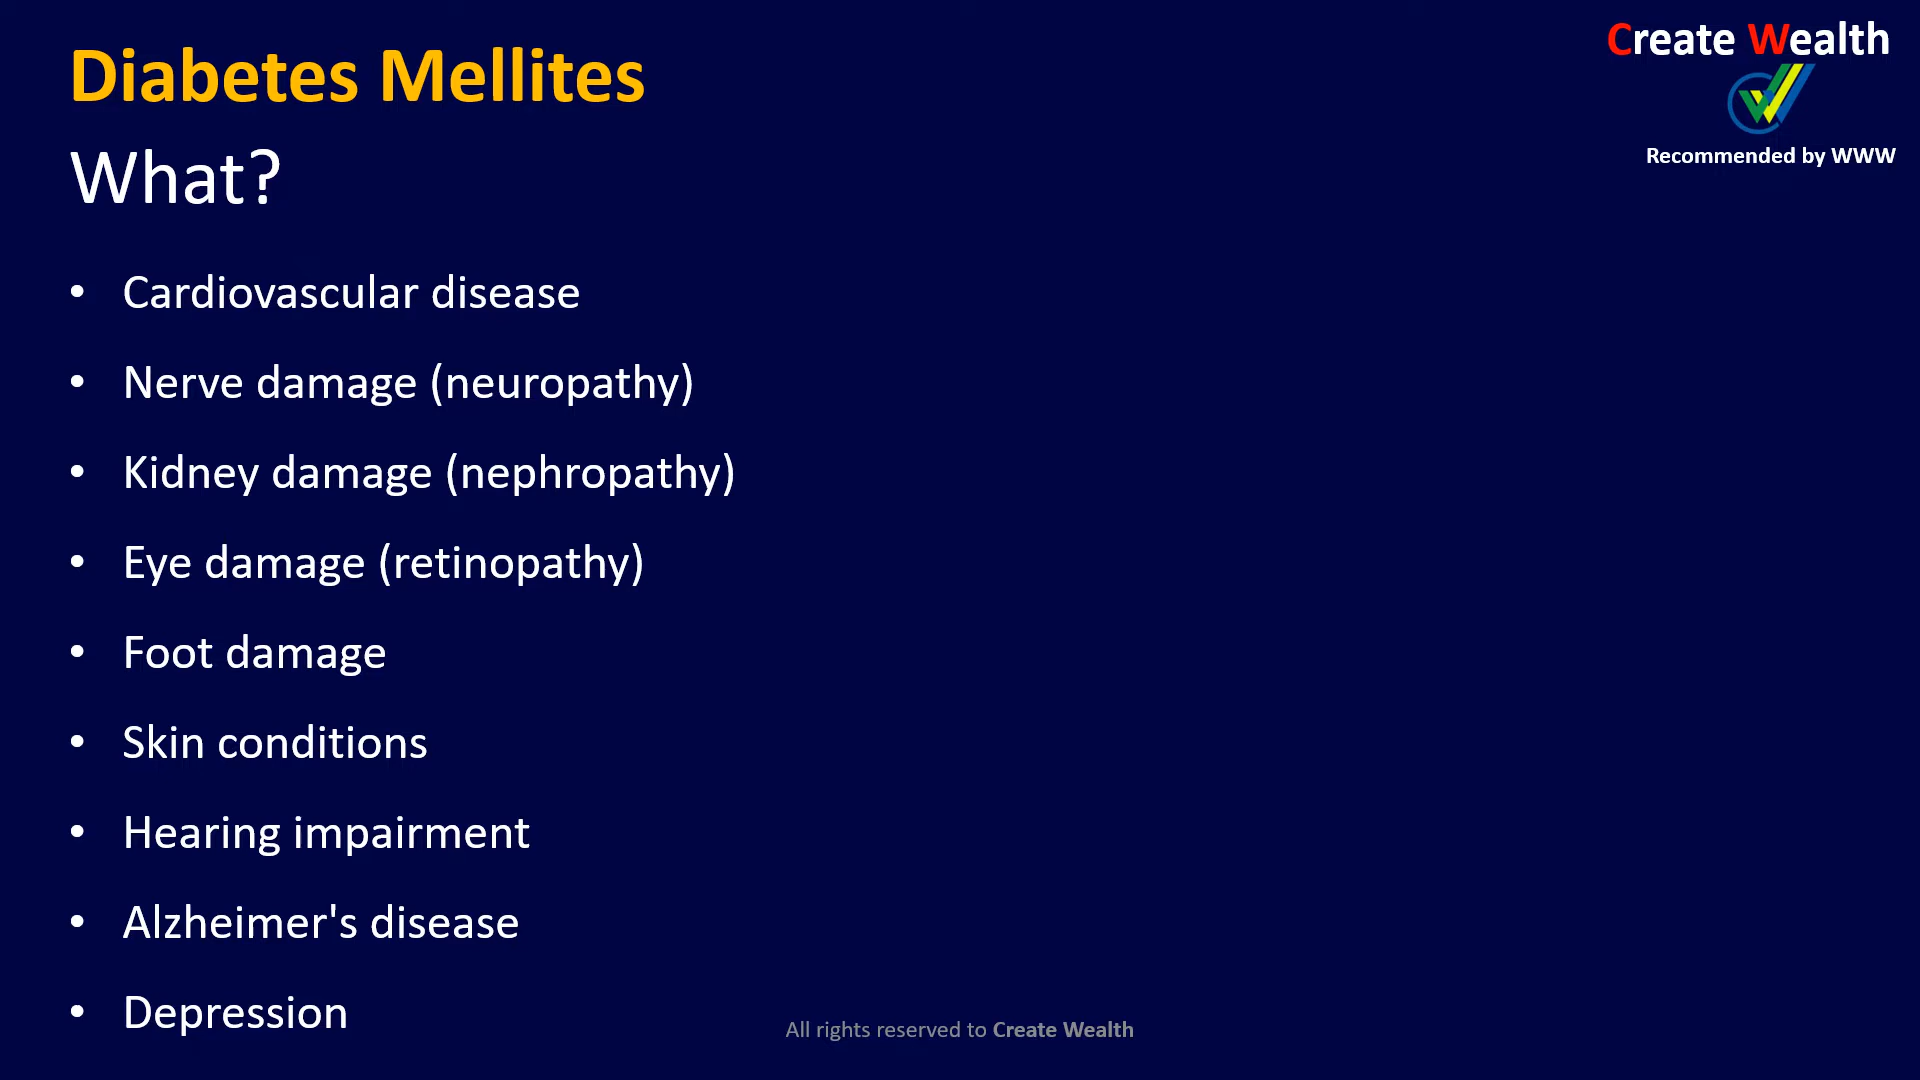 Diabetes Mellites
Create Wealth
Recommended by WWW
What?
• Cardiovascular disease
• Nerve damage (neuropathy)
• Kidney damage (nephropathy)
• Eye damage (retinopathy)
• Foot damage
• Skin conditions
• Hearing impairment
• Alzheimer's disease
• Depression
All rights reserved to Create Wealth